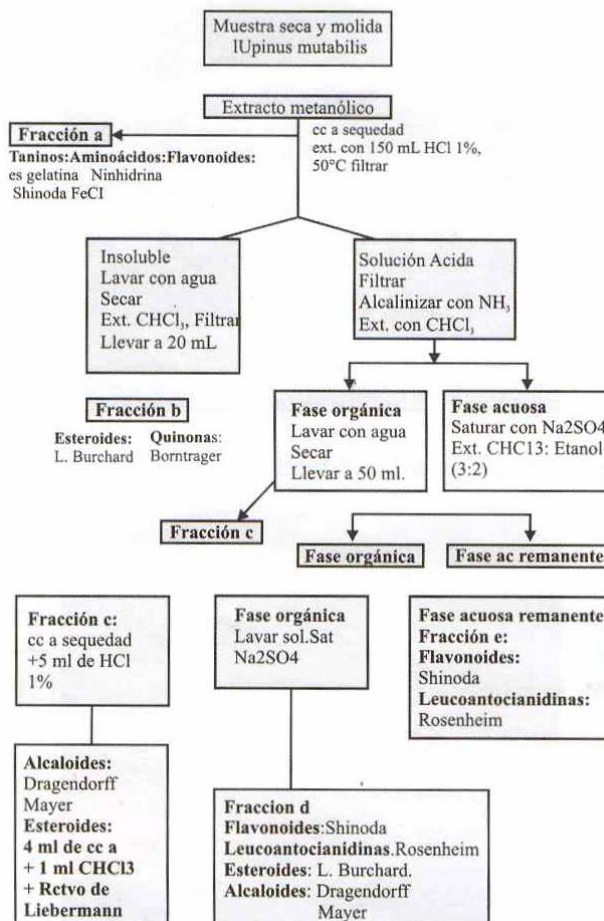 Muestra seca y molida
lUpinus mutabilis
Extracto metanólico
cc a sequedad
ext. con 150 mL HCl 1%,
50°C filtrar
Fracción a
Taninos:Aminoácidos:Flavonoides:
es gelatina Ninhidrina
Shinoda FeCI
Insoluble
Lavar con agua
Secar
Ext. CHCl₃, Filtrar
Llevar a 20 mL
Solución Acida
Filtrar
Alcalinizar con NH₃
Ext. con CHCl₃
Fracción b
Esteroides: Quinonas:
L. Burchard Borntrager
Fase orgánica
Lavar con agua
Secar
Llevar a 50 ml.
Fase acuosa
Saturar con Na2SO4
Ext. CHC13: Etanol
(3:2)
Fracción c
Fase orgánica
Fase ac remanente
Fracción c:
cc a sequedad
+5 ml de HCl
1%
Fase orgánica
Lavar sol.Sat
Na2SO4
Fase acuosa remanente
Fracción e:
Flavonoides:
Shinoda
Leucoantocianidinas:
Rosenheim
Alcaloides:
Dragendorff
Mayer
Esteroides:
4 ml de cc a
+ 1 ml CHCl3
+ Rctvo de
Liebermann
Fraccion d
Flavonoides:Shinoda
Leucoantocianidinas.Rosenheim
Esteroides: L. Burchard.
Alcaloides: Dragendorff
Mayer